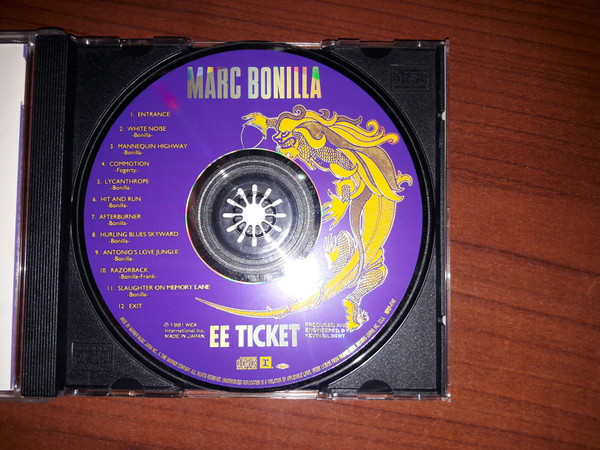 MARC BONILLA
1. ENTRANCE
2. WHITE NOISE
-Bonilla-
3. MANNEQUIN HIGHWAY
-Bonilla-
4. COMMOTION
-Fogerty-
5. LYCANTHROPE
-Bonilla-
6. HIT AND RUN
-Bonilla-
7. AFTERBURNER
-Bonilla-
8. HURLING BLUES SKYWARD
-Bonilla-
9. ANTONIO'S LOVE JUNGLE
-Bonilla-
10. RAZORBACK
-Bonilla-Frank-
11. SLAUGHTER ON MEMORY LANE
-Bonilla-
12. EXIT
℗ 1991 WEA
International Inc.
MADE IN JAPAN
EE TICKET
PRODUCED AND
ENGINEERED BY
KEVIN GILBERT